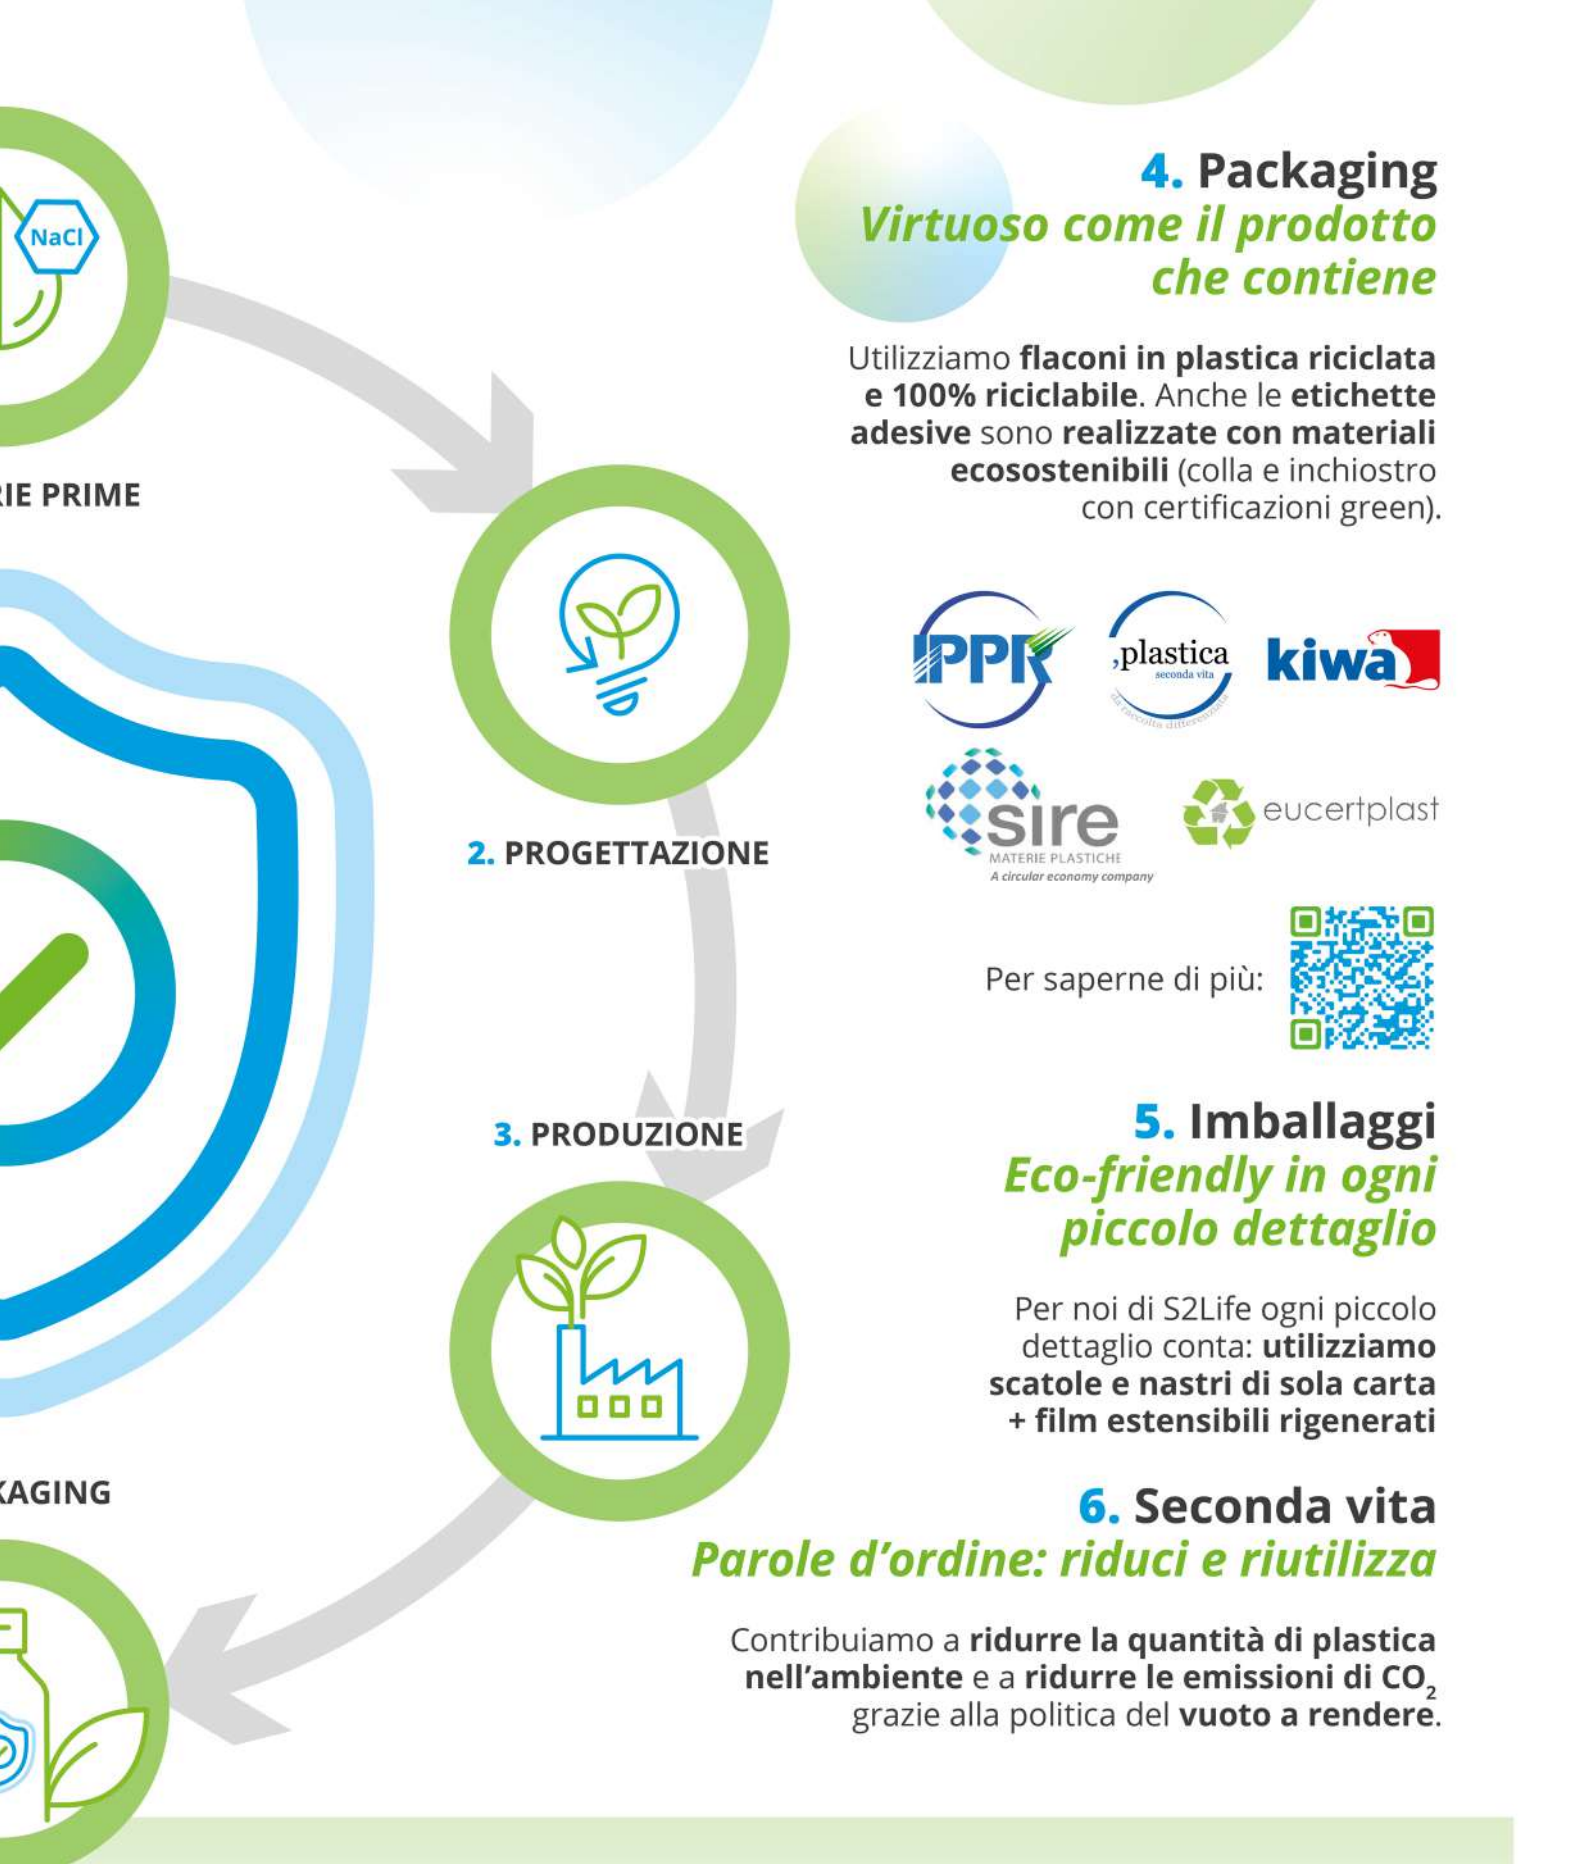 NaCl
RIE PRIME
2. PROGETTAZIONE
3. PRODUZIONE
KAGING
4. Packaging
Virtuoso come il prodotto
che contiene
Utilizziamo flaconi in plastica riciclata
e 100% riciclabile. Anche le etichette
adesive sono realizzate con materiali
ecosostenibili (colla e inchiostro
con certificazioni green).
IPPR
,plastica
seconda vita
da raccolta differenziata
kiwa
sire
MATERIE PLASTICHE
A circular economy company
eucertplast
Per saperne di più:
5. Imballaggi
Eco-friendly in ogni
piccolo dettaglio
Per noi di S2Life ogni piccolo
dettaglio conta: utilizziamo
scatole e nastri di sola carta
+ film estensibili rigenerati
6. Seconda vita
Parole d’ordine: riduci e riutilizza
Contribuiamo a ridurre la quantità di plastica
nell’ambiente e a ridurre le emissioni di CO₂
grazie alla politica del vuoto a rendere.